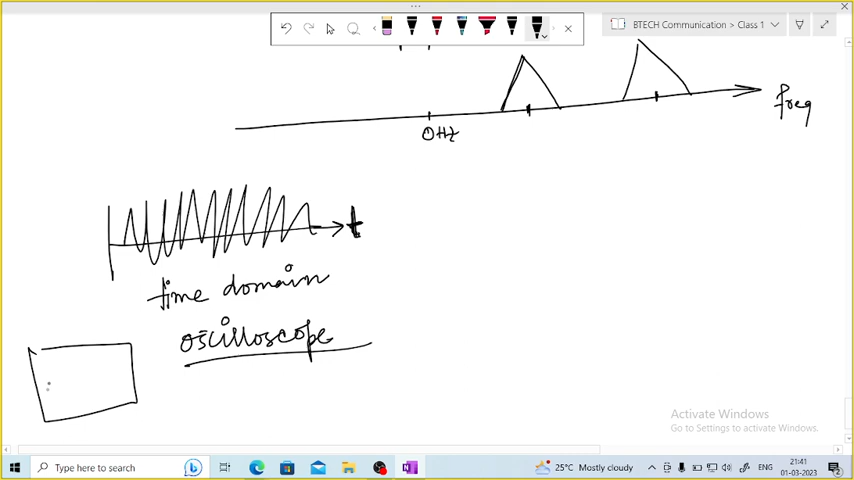 BTECH Communication > Class 1
freq
0Hz
t
time domain
oscilloscope
Activate Windows
Go to Settings to activate Windows.
Type here to search
25°C Mostly cloudy
ENG
21:41
01-03-2023
2